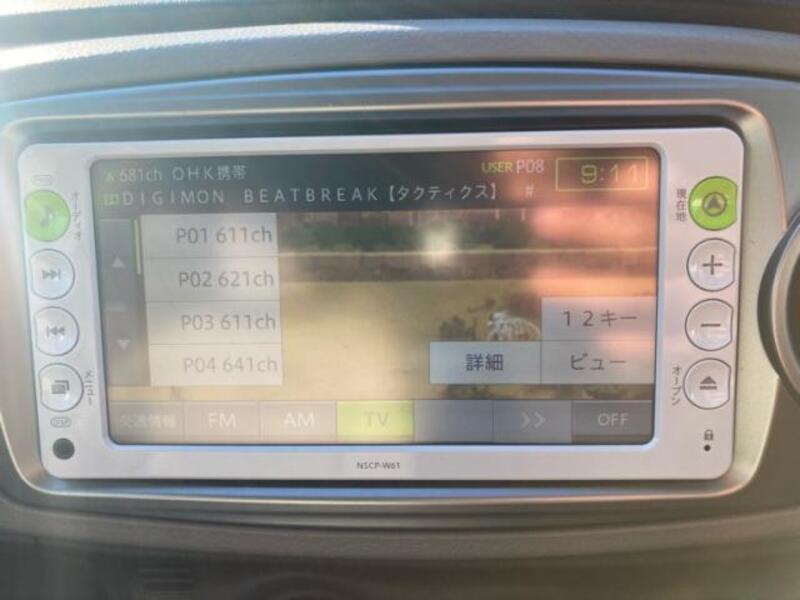 681ch OHK携帯
USER P08
9:11
DIGIMON BEATBREAK【タクティクス】 #
オーディオ
現在地
P01 611ch
P02 621ch
P03 611ch
P04 641ch
12キー
詳細
ビュー
メニュー
オープン
交通情報
FM
AM
TV
>>
OFF
DISP
NSCP-W61